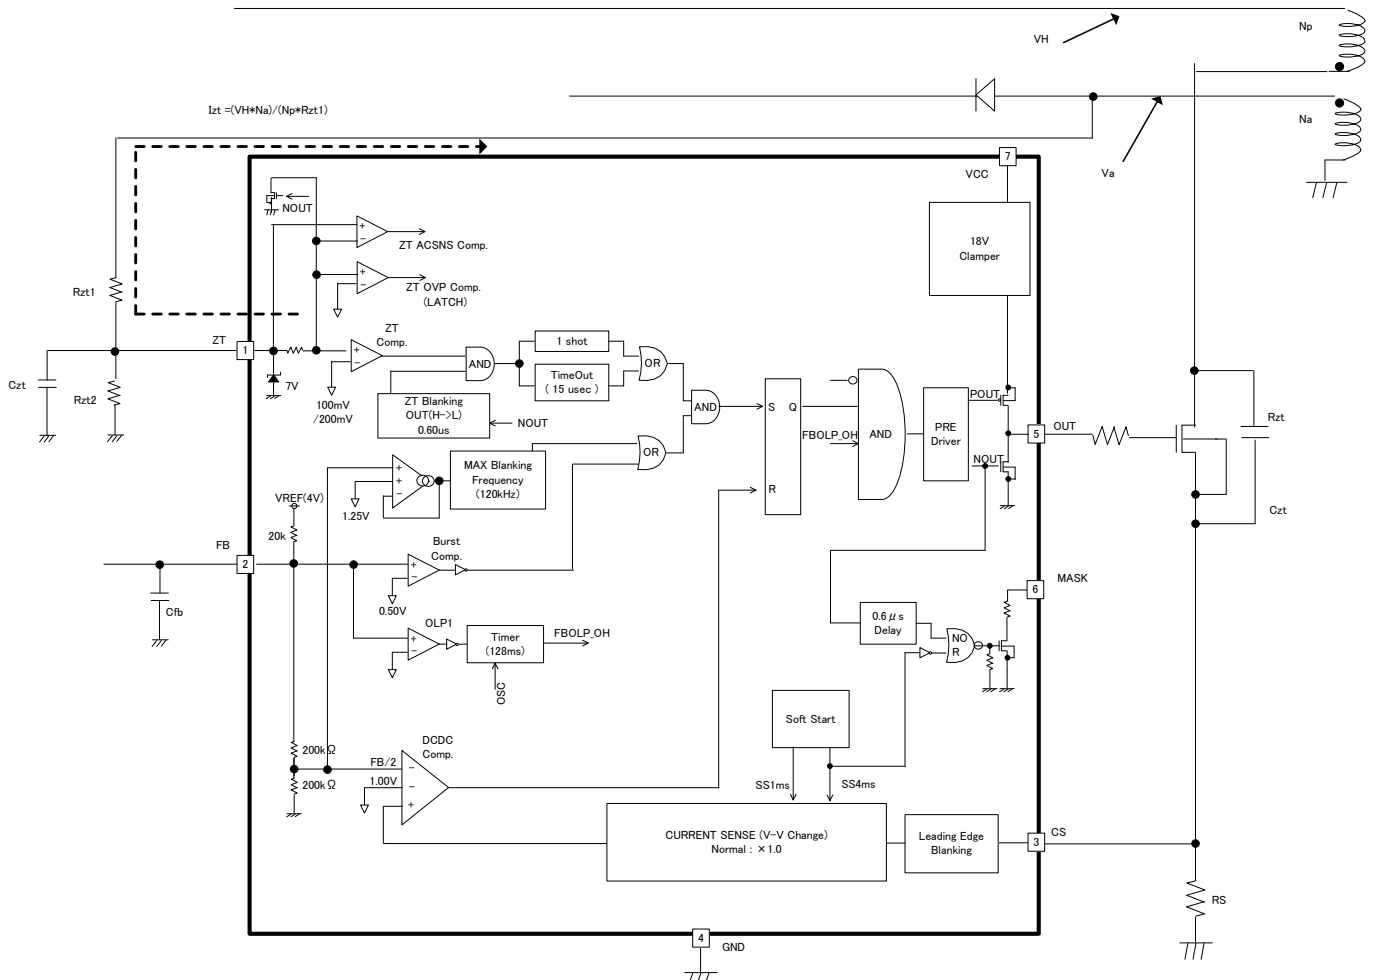 VH
Np
Izt =(VH*Na)/(Np*Rzt1)
Na
Va
7
VCC
NOUT
+
−
ZT ACSNS Comp.
18V
Clamper
+
−
ZT OVP Comp.
(LATCH)
Rzt1
ZT
1
ZT
Comp.
+
−
AND
1 shot
TimeOut
( 15 usec )
OR
7V
100mV
/200mV
Czt
Rzt2
ZT Blanking
OUT(H->L)
0.60us
NOUT
AND
S
Q
R
FBOLP_OH
AND
PRE
Driver
POUT
NOUT
5
OUT
Rzt
Czt
OR
+
+
−
1.25V
MAX Blanking
Frequency
(120kHz)
VREF(4V)
20k
FB
2
Cfb
Burst
Comp.
+
−
0.50V
OLP1
+
−
Timer
(128ms)
FBOLP_OH
OSC
6
MASK
0.6μs
Delay
NO
R
Soft Start
SS1ms
SS4ms
200kΩ
200kΩ
DCDC
Comp.
FB/2
1.00V
−
−
+
CURRENT SENSE (V-V Change)
Normal : ×1.0
Leading Edge
Blanking
3
CS
RS
4
GND